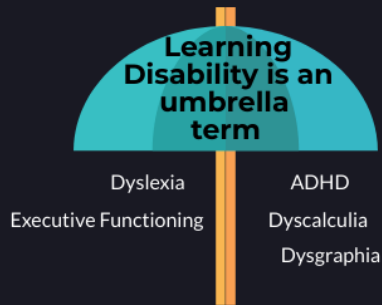 Learning
Disability is an
umbrella
term
Dyslexia
ADHD
Executive Functioning
Dyscalculia
Dysgraphia